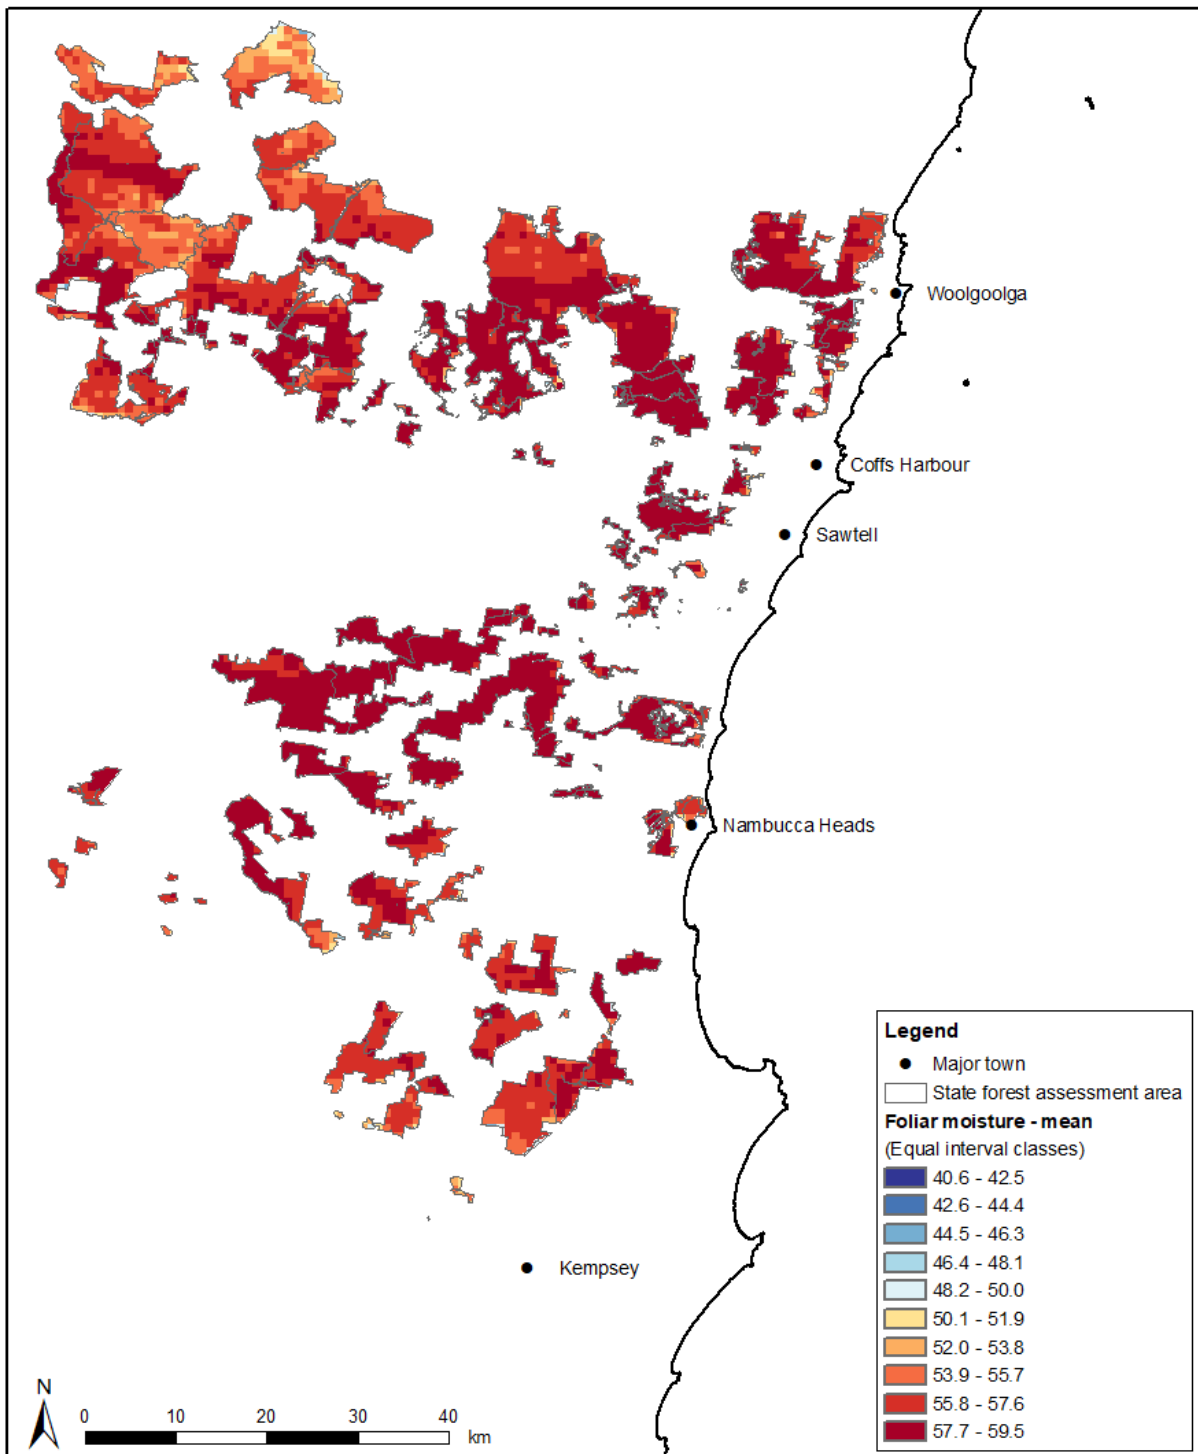 Woolgoolga
Coffs Harbour
Sawtell
Nambucca Heads
Kempsey
Legend
Major town
State forest assessment area
Foliar moisture - mean
(Equal interval classes)
40.6 - 42.5
42.6 - 44.4
44.5 - 46.3
46.4 - 48.1
48.2 - 50.0
50.1 - 51.9
52.0 - 53.8
53.9 - 55.7
55.8 - 57.6
57.7 - 59.5
N
0 10 20 30 40
km